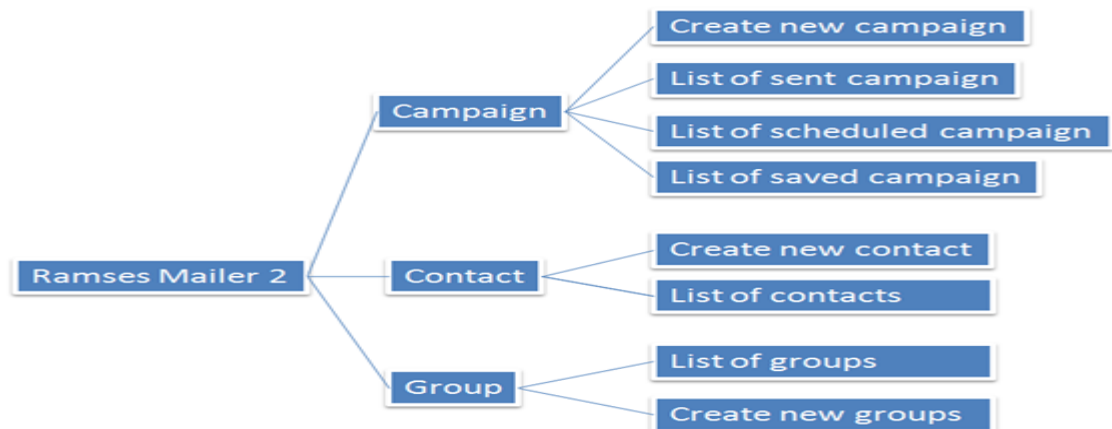 Ramses Mailer 2
Campaign
Create new campaign
List of sent campaign
List of scheduled campaign
List of saved campaign
Contact
Create new contact
List of contacts
Group
List of groups
Create new groups